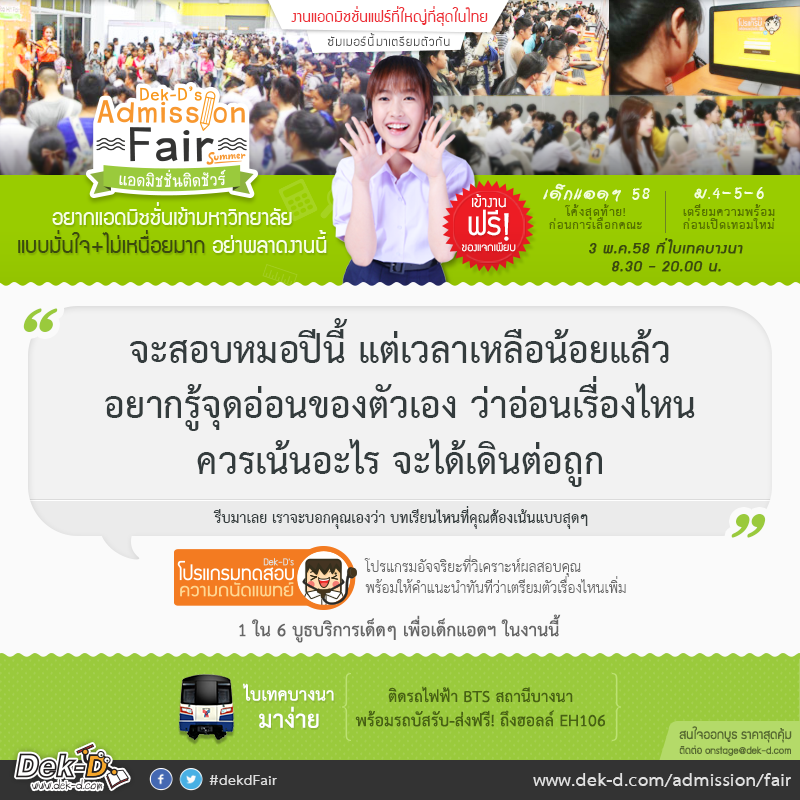 งานแอดมิชชั่นแฟร์ที่ใหญ่ที่สุดในไทย
ซัมเมอร์นี้มาเตรียมตัวกัน
Dek-D's
Admission
Fair
Summer
แอดมิชชั่นติดชัวร์
อยากแอดมิชชั่นเข้ามหาวิทยาลัย
แบบมั่นใจ+ไม่เหนื่อยมาก อย่าพลาดงานนี้
เข้างาน
ฟรี!
ของแจกเพียบ
เด็กแอดฯ 58
โค้งสุดท้าย!
ก่อนการเลือกคณะ
ม.4-5-6
เตรียมความพร้อม
ก่อนเปิดเทอมใหม่
3 พ.ค.58 ที่ไบเทคบางนา
8.30 - 20.00 น.
จะสอบหมอปีนี้ แต่เวลาเหลือน้อยแล้ว
อยากรู้จุดอ่อนของตัวเอง ว่าอ่อนเรื่องไหน
ควรเน้นอะไร จะได้เดินต่อถูก
รีบมาเลย เราจะบอกคุณเองว่า บทเรียนไหนที่คุณต้องเน้นแบบสุดๆ
Dek-D's
โปรแกรมทดสอบ
ความถนัดแพทย์
โปรแกรมอัจจริยะที่วิเคราะห์ผลสอบคุณ
พร้อมให้คำแนะนำทันทีว่าเตรียมตัวเรื่องไหนเพิ่ม
1 ใน 6 บูธบริการเด็ดๆ เพื่อเด็กแอดฯ ในงานนี้
ไบเทคบางนา
มาง่าย
ติดรถไฟฟ้า BTS สถานีบางนา
พร้อมรถบัสรับ-ส่งฟรี! ถึงฮอลล์ EH106
สนใจออกบูธ ราคาสุดคุ้ม
ติดต่อ onstage@dek-d.com
Dek-D
www.dek-d.com
#dekdFair
www.dek-d.com/admission/fair